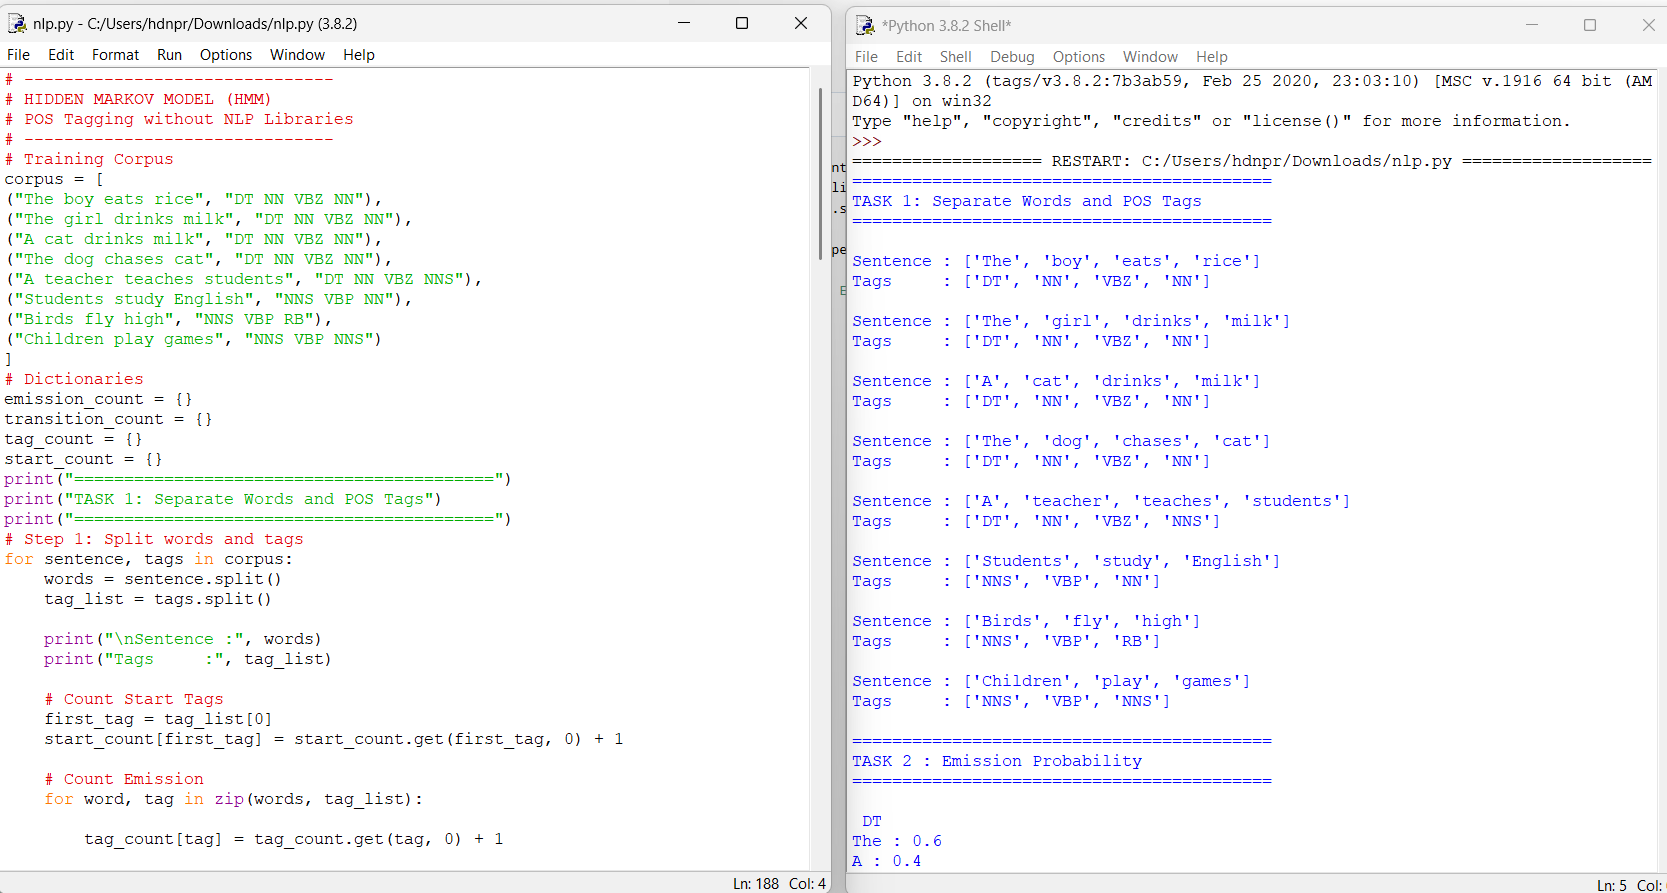 nlp.py - C:/Users/hdnpr/Downloads/nlp.py (3.8.2)
File Edit Format Run Options Window Help
# -------------------------------
# HIDDEN MARKOV MODEL (HMM)
# POS Tagging without NLP Libraries
# -------------------------------
# Training Corpus
corpus = [
("The boy eats rice", "DT NN VBZ NN"),
("The girl drinks milk", "DT NN VBZ NN"),
("A cat drinks milk", "DT NN VBZ NN"),
("The dog chases cat", "DT NN VBZ NN"),
("A teacher teaches students", "DT NN VBZ NNS"),
("Students study English", "NNS VBP NN"),
("Birds fly high", "NNS VBP RB"),
("Children play games", "NNS VBP NNS")
]
# Dictionaries
emission_count = {}
transition_count = {}
tag_count = {}
start_count = {}
print("==========================================")
print("TASK 1: Separate Words and POS Tags")
print("==========================================")
# Step 1: Split words and tags
for sentence, tags in corpus:
    words = sentence.split()
    tag_list = tags.split()
    print("\nSentence :", words)
    print("Tags     :", tag_list)
    # Count Start Tags
    first_tag = tag_list[0]
    start_count[first_tag] = start_count.get(first_tag, 0) + 1
    # Count Emission
    for word, tag in zip(words, tag_list):
        tag_count[tag] = tag_count.get(tag, 0) + 1
Ln: 188 Col: 4
*Python 3.8.2 Shell*
File Edit Shell Debug Options Window Help
Python 3.8.2 (tags/v3.8.2:7b3ab59, Feb 25 2020, 23:03:10) [MSC v.1916 64 bit (AM
D64)] on win32
Type "help", "copyright", "credits" or "license()" for more information.
>>>
=================== RESTART: C:/Users/hdnpr/Downloads/nlp.py ===================
==========================================
TASK 1: Separate Words and POS Tags
==========================================
Sentence : ['The', 'boy', 'eats', 'rice']
Tags     : ['DT', 'NN', 'VBZ', 'NN']
Sentence : ['The', 'girl', 'drinks', 'milk']
Tags     : ['DT', 'NN', 'VBZ', 'NN']
Sentence : ['A', 'cat', 'drinks', 'milk']
Tags     : ['DT', 'NN', 'VBZ', 'NN']
Sentence : ['The', 'dog', 'chases', 'cat']
Tags     : ['DT', 'NN', 'VBZ', 'NN']
Sentence : ['A', 'teacher', 'teaches', 'students']
Tags     : ['DT', 'NN', 'VBZ', 'NNS']
Sentence : ['Students', 'study', 'English']
Tags     : ['NNS', 'VBP', 'NN']
Sentence : ['Birds', 'fly', 'high']
Tags     : ['NNS', 'VBP', 'RB']
Sentence : ['Children', 'play', 'games']
Tags     : ['NNS', 'VBP', 'NNS']
==========================================
TASK 2 : Emission Probability
==========================================
DT
The : 0.6
A : 0.4
Ln: 5 Col: